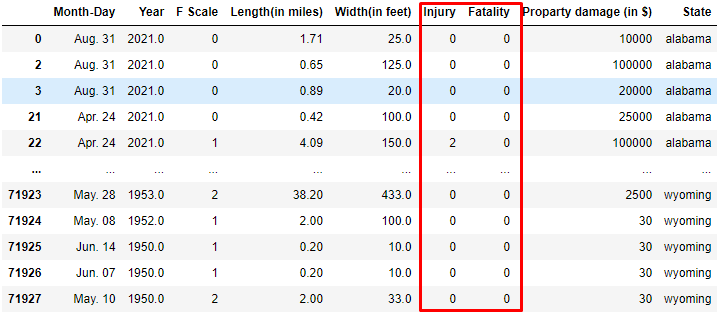 Month-Day Year F Scale Length(in miles) Width(in feet) Injury Fatality Proparty damage (in $) State
0 Aug. 31 2021.0 0 1.71 25.0 0 0 10000 alabama
2 Aug. 31 2021.0 0 0.65 125.0 0 0 100000 alabama
3 Aug. 31 2021.0 0 0.89 20.0 0 0 20000 alabama
21 Apr. 24 2021.0 0 0.42 100.0 0 0 25000 alabama
22 Apr. 24 2021.0 1 4.09 150.0 2 0 100000 alabama
... ... ... ... ... ... ... ... ... ...
71923 May. 28 1953.0 2 38.20 433.0 0 0 2500 wyoming
71924 May. 08 1952.0 1 2.00 100.0 0 0 30 wyoming
71925 Jun. 14 1950.0 1 0.20 10.0 0 0 30 wyoming
71926 Jun. 07 1950.0 1 0.20 10.0 0 0 30 wyoming
71927 May. 10 1950.0 2 2.00 33.0 0 0 30 wyoming